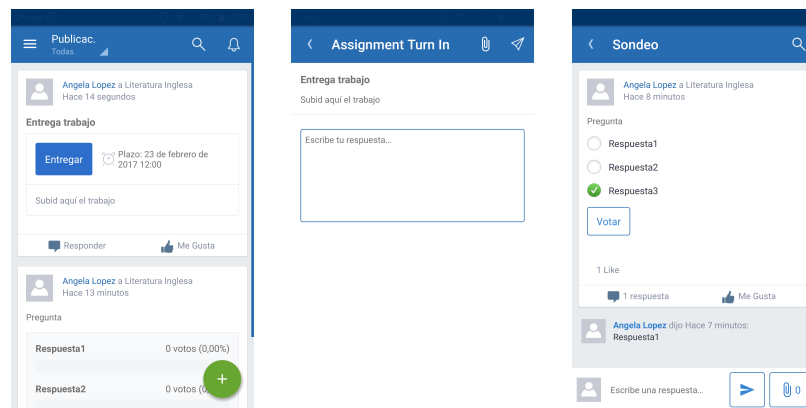 Publicac.
Todas
Angela Lopez a Literatura Inglesa
Hace 14 segundos
Entrega trabajo
Entregar
Plazo: 23 de febrero de
2017 12:00
Subid aquí el trabajo
Responder
Me Gusta
Angela Lopez a Literatura Inglesa
Hace 13 minutos
Pregunta
Respuesta1 0 votos (0,00%)
Respuesta2 0 votos
+
Assignment Turn In
Entrega trabajo
Subid aquí el trabajo
Escribe tu respuesta...
Sondeo
Angela Lopez a Literatura Inglesa
Hace 8 minutos
Pregunta
Respuesta1
Respuesta2
Respuesta3
Votar
1 Like
1 respuesta
Me Gusta
Angela Lopez dijo Hace 7 minutos:
Respuesta1
Escribe una respuesta...
0